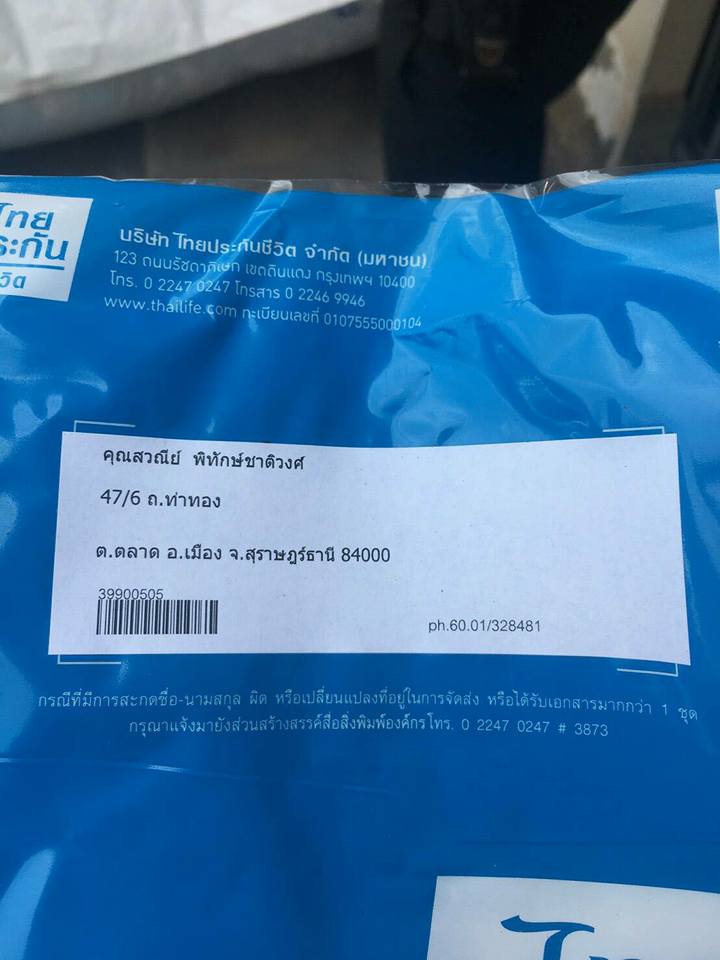 ไทย
ระกัน
วิต
บริษัท ไทยประกันชีวิต จำกัด (มหาชน)
123 ถนนรัชดาภิเษก เขตดินแดง กรุงเทพฯ 10400
โทร. 0 2247 0247 โทรสาร 0 2246 9946
www.thailife.com ทะเบียนเลขที่ 0107555000104
คุณสวณีย์ พิทักษ์ชาติวงศ์
47/6 ถ.ท่าทอง
ต.ตลาด อ.เมือง จ.สุราษฎร์ธานี 84000
39900505
ph.60.01/328481
กรณีที่มีการสะกดชื่อ-นามสกุล ผิด หรือเปลี่ยนแปลงที่อยู่ในการจัดส่ง หรือได้รับเอกสารมากกว่า 1 ชุด
กรุณาแจ้งมายังส่วนสร้างสรรค์สื่อสิ่งพิมพ์องค์กร โทร. 0 2247 0247 # 3873